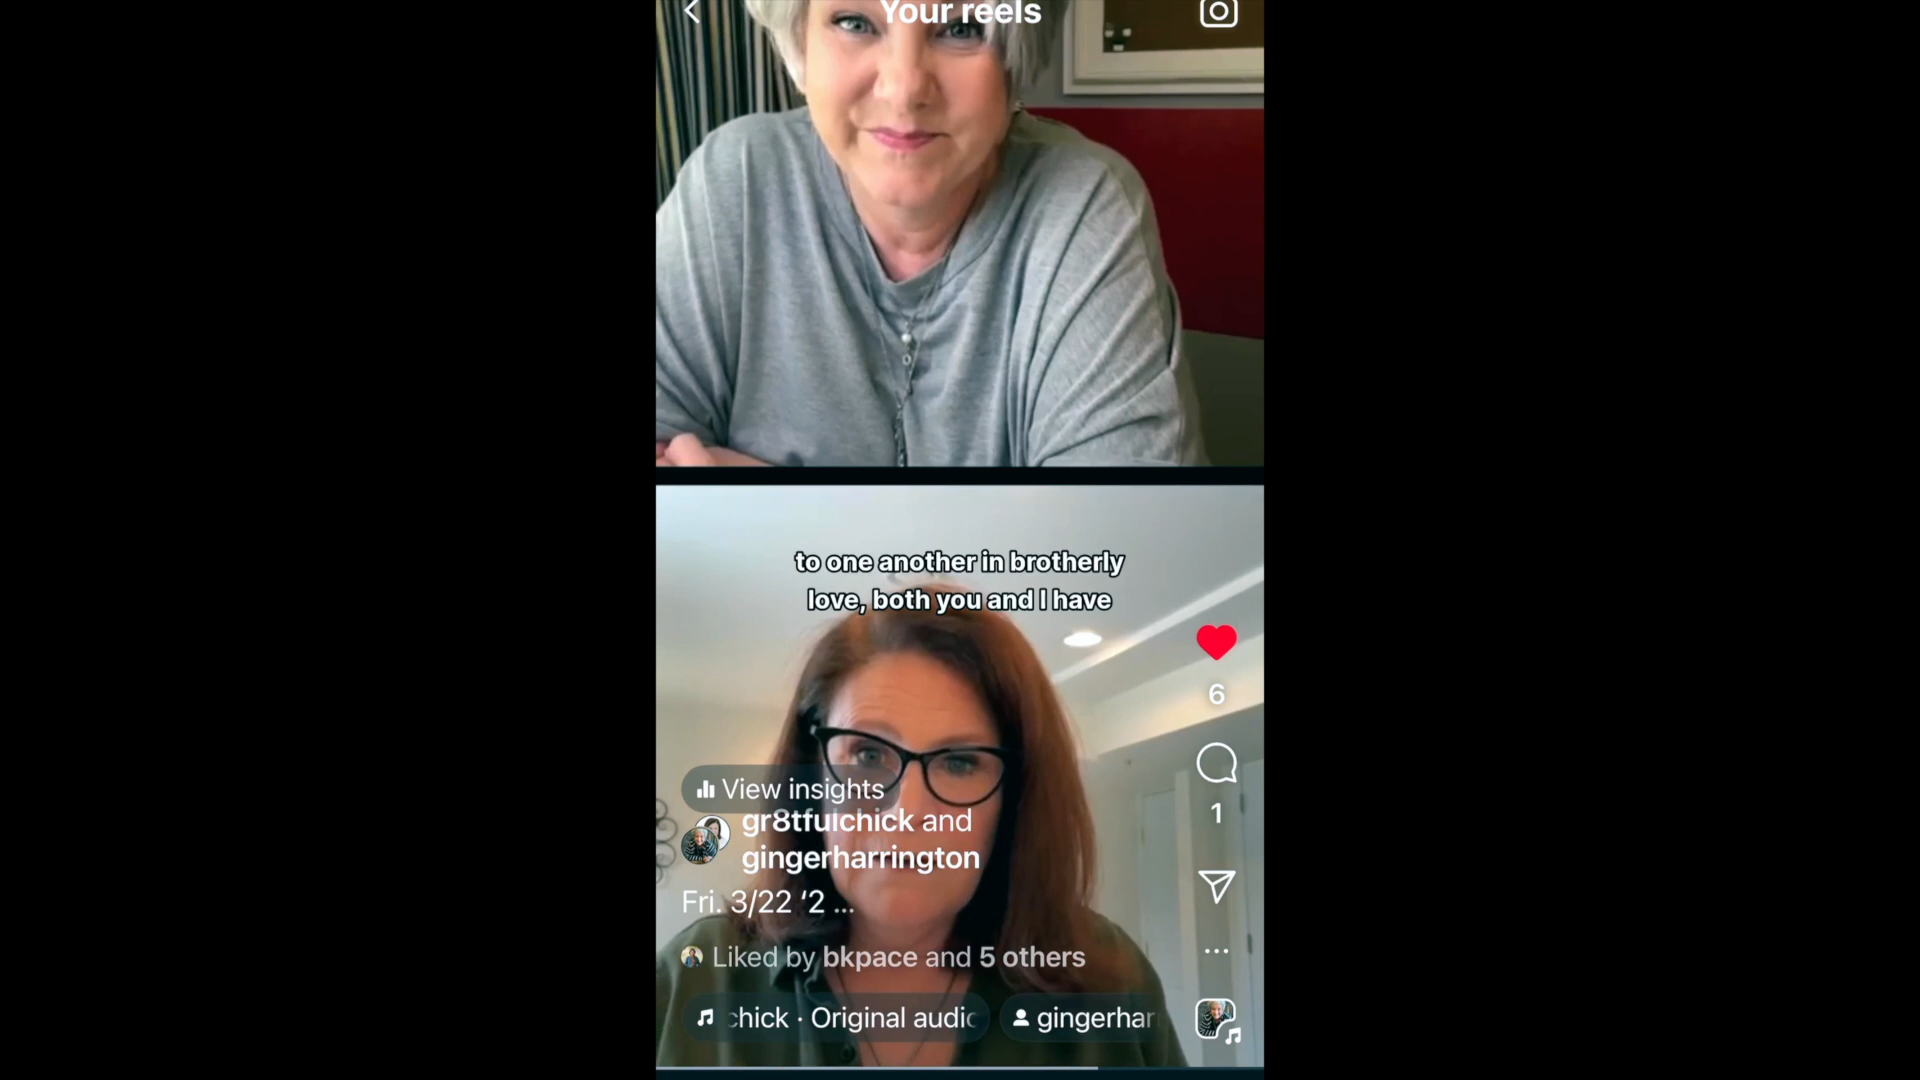 Your reels
to one another in brotherly
love, both you and I have
6
View insights
1
gr8tfulchick and
gingerharrington
Fri. 3/22 ‘2 ...
Liked by bkpace and 5 others
chick · Original audio
gingerhar